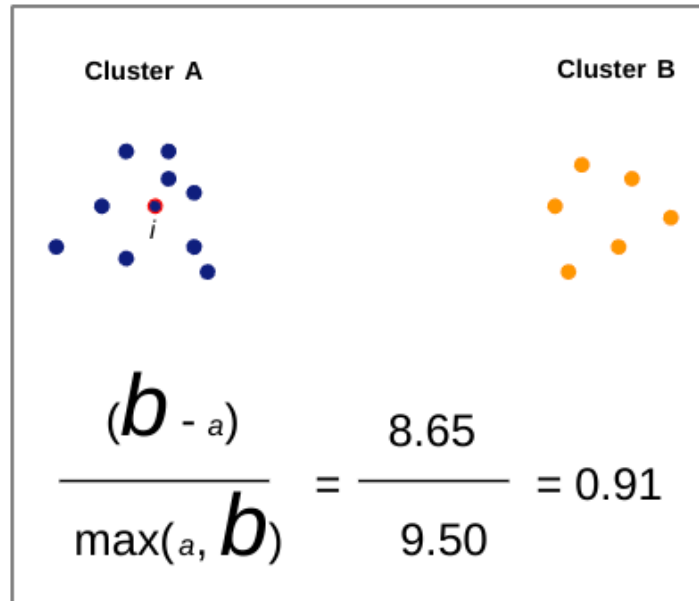 Cluster A
Cluster B
i
(b - a)
max(a, b)
=
8.65
9.50
= 0.91